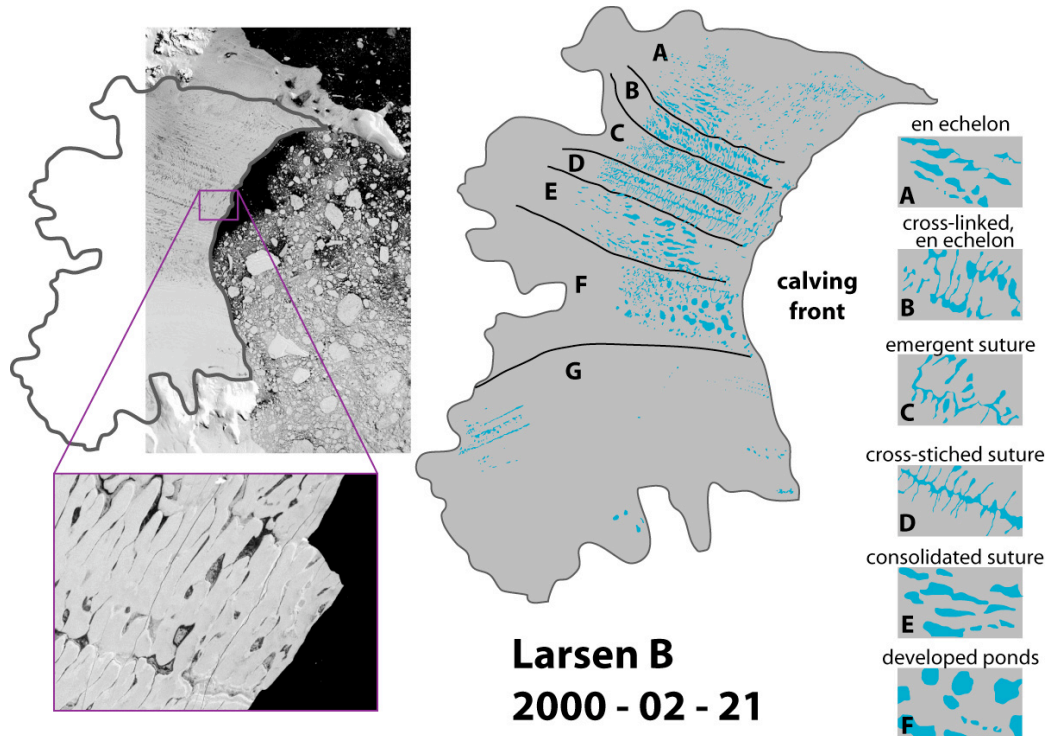 A
B
C
D
E
F
G
calving
front
Larsen B
2000 - 02 - 21
en echelon
A
cross-linked,
en echelon
B
emergent suture
C
cross-stiched suture
D
consolidated suture
E
developed ponds
F